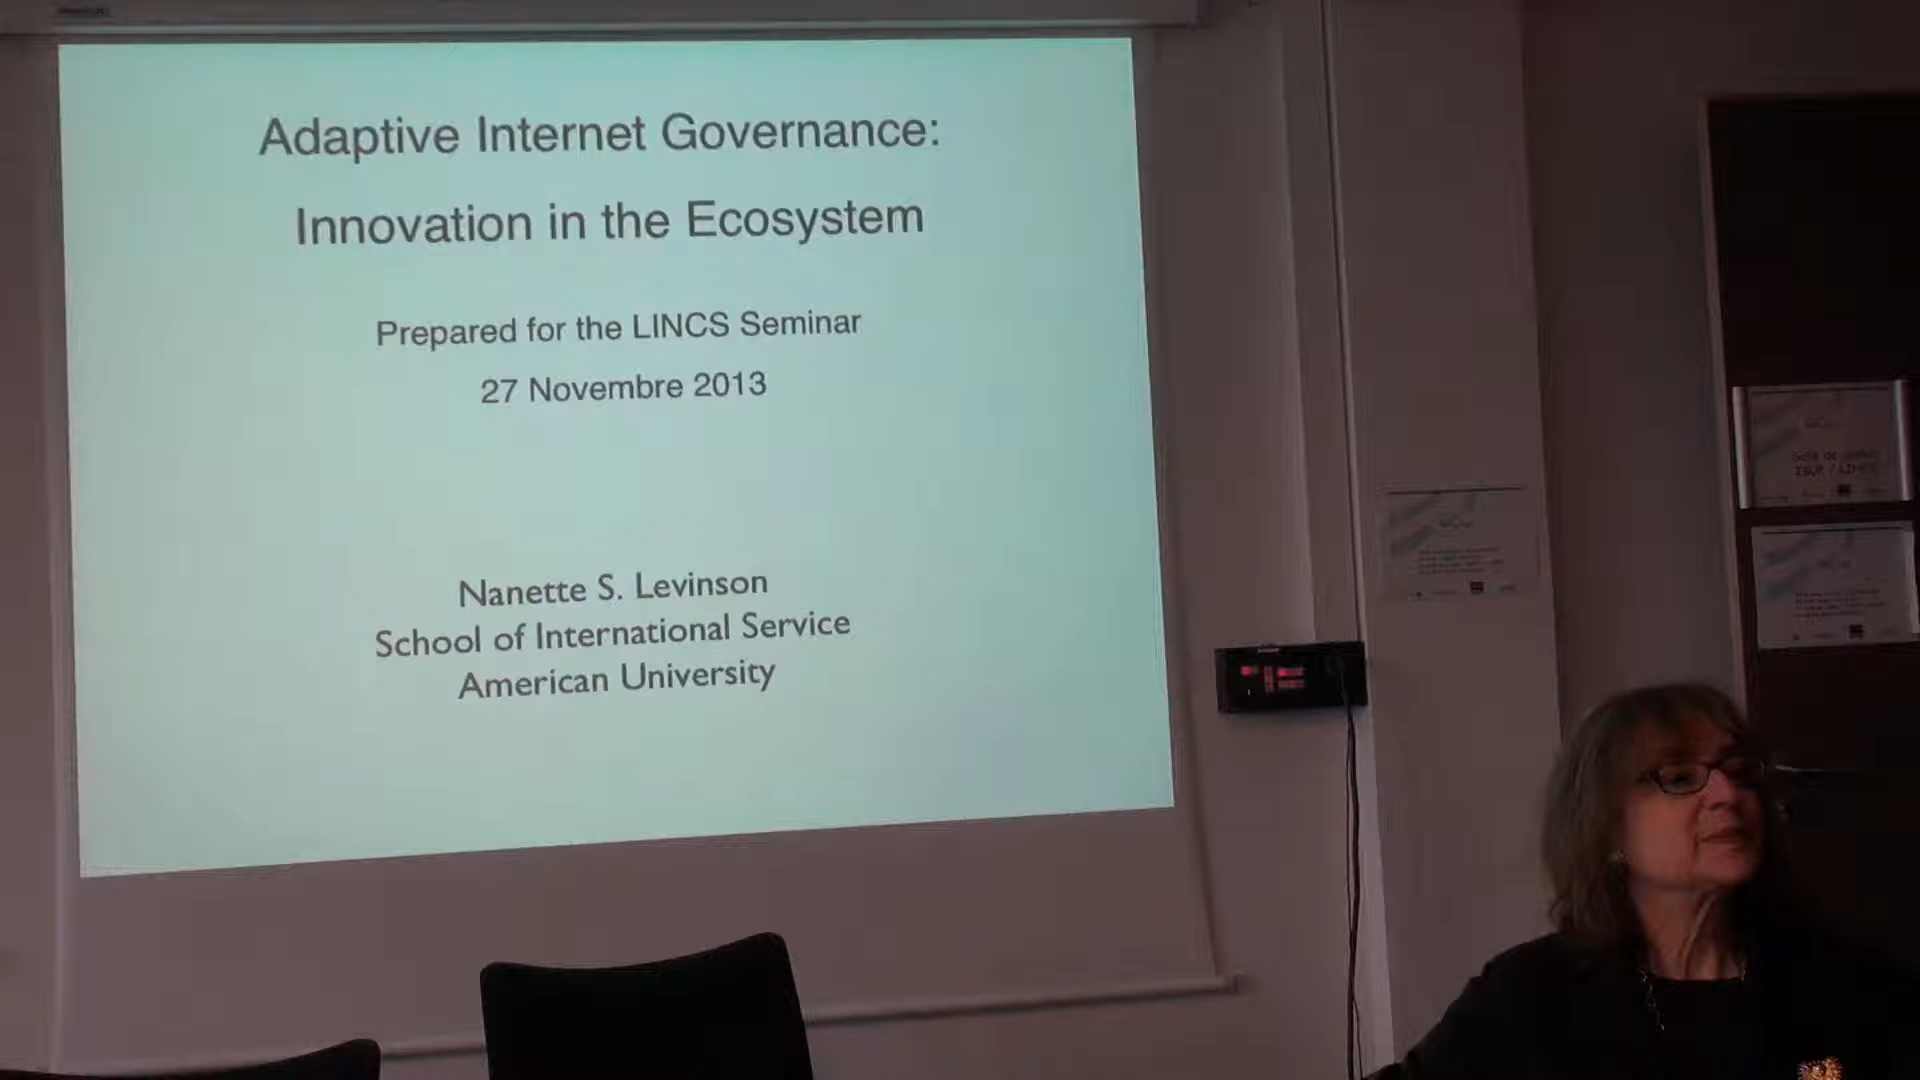 Adaptive Internet Governance:
Innovation in the Ecosystem
Prepared for the LINCS Seminar
27 Novembre 2013
Nanette S. Levinson
School of International Service
American University